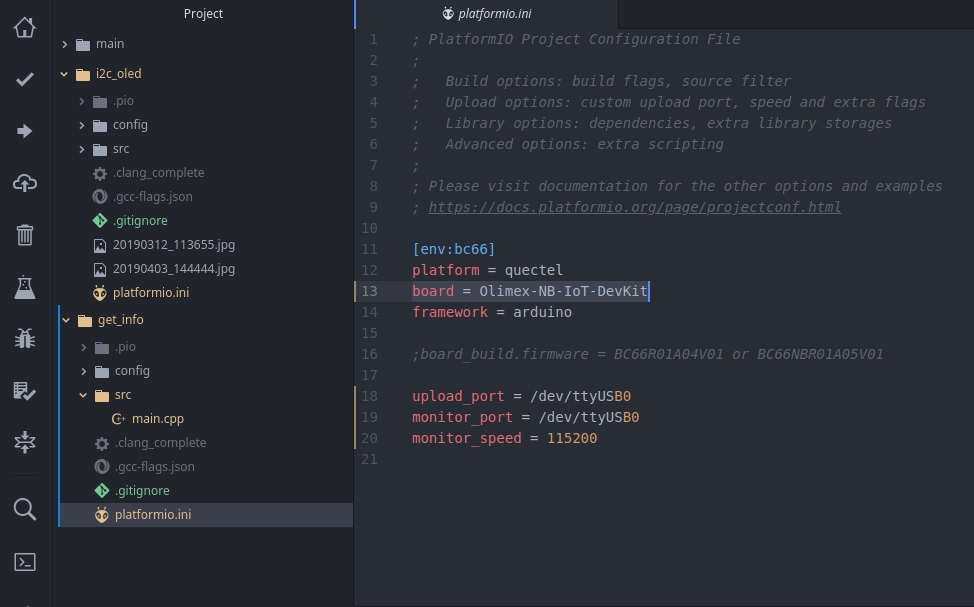 Project
main
i2c_oled
.pio
config
src
.clang_complete
.gcc-flags.json
.gitignore
20190312_113655.jpg
20190403_144444.jpg
platformio.ini
get_info
.pio
config
src
main.cpp
.clang_complete
.gcc-flags.json
.gitignore
platformio.ini
platformio.ini
1 ; PlatformIO Project Configuration File
2 ;
3 ;   Build options: build flags, source filter
4 ;   Upload options: custom upload port, speed and extra flags
5 ;   Library options: dependencies, extra library storages
6 ;   Advanced options: extra scripting
7 ;
8 ; Please visit documentation for the other options and examples
9 ; https://docs.platformio.org/page/projectconf.html
10
11 [env:bc66]
12 platform = quectel
13 board = Olimex-NB-IoT-DevKit
14 framework = arduino
15
16 ;board_build.firmware = BC66R01A04V01 or BC66NBR01A05V01
17
18 upload_port = /dev/ttyUSB0
19 monitor_port = /dev/ttyUSB0
20 monitor_speed = 115200
21